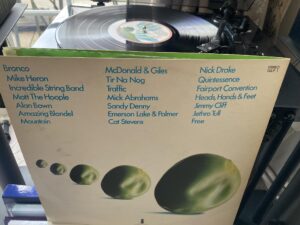 Bronco McDonald & Giles Nick Drake
Mike Heron Tir Na Nog Quintessence
Incredible String Band Traffic Fairport Convention
Mott The Hoople Mick Abrahams Heads, Hands & Feet
Alan Bown Sandy Denny Jimmy Cliff
Amazing Blondel Emerson Lake & Palmer Jethro Tull
Mountain Cat Stevens Free